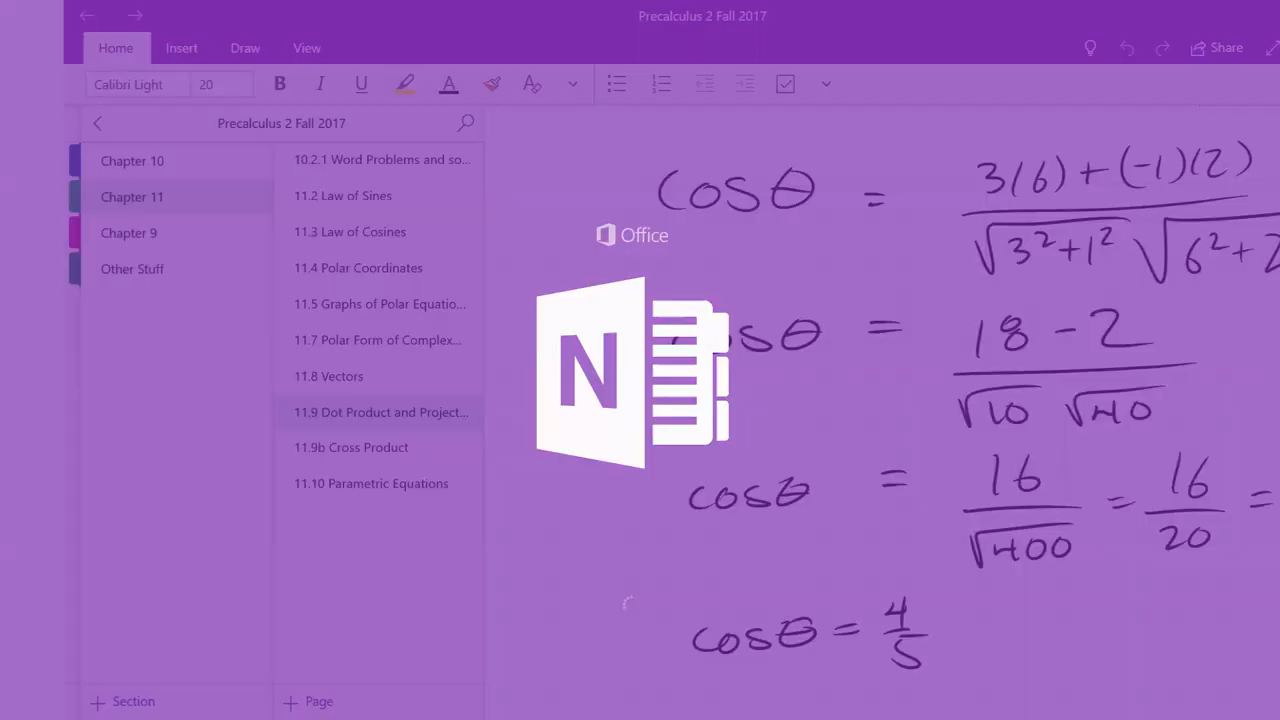 Precalculus 2 Fall 2017
Home Insert Draw View Share
Calibri Light 20 B I U A A
Precalculus 2 Fall 2017
Chapter 10
Chapter 11
Chapter 9
Other Stuff
10.2.1 Word Problems and so...
11.2 Law of Sines
11.3 Law of Cosines
11.4 Polar Coordinates
11.5 Graphs of Polar Equatio...
11.7 Polar Form of Complex...
11.8 Vectors
11.9 Dot Product and Project...
11.9b Cross Product
11.10 Parametric Equations
+ Section
+ Page
Office
N
cosθ = 3(6) + (-1)(2)
√3²+1² √6²+2
cosθ = 18 - 2
√10 √40
cosθ = 16 = 16 =
√400 20
cosθ = 4
5